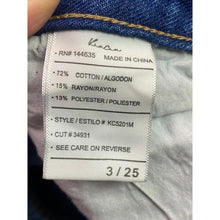 KanCan
• RN# 144635
MADE IN CHINA
• 72% COTTON / ALGODON
• 15% RAYON/RAYON
• 13% POLYESTER / POLIESTER
• STYLE / ESTILO # KC5201M
• CUT # 34931
• SEE CARE ON REVERSE
3 / 25